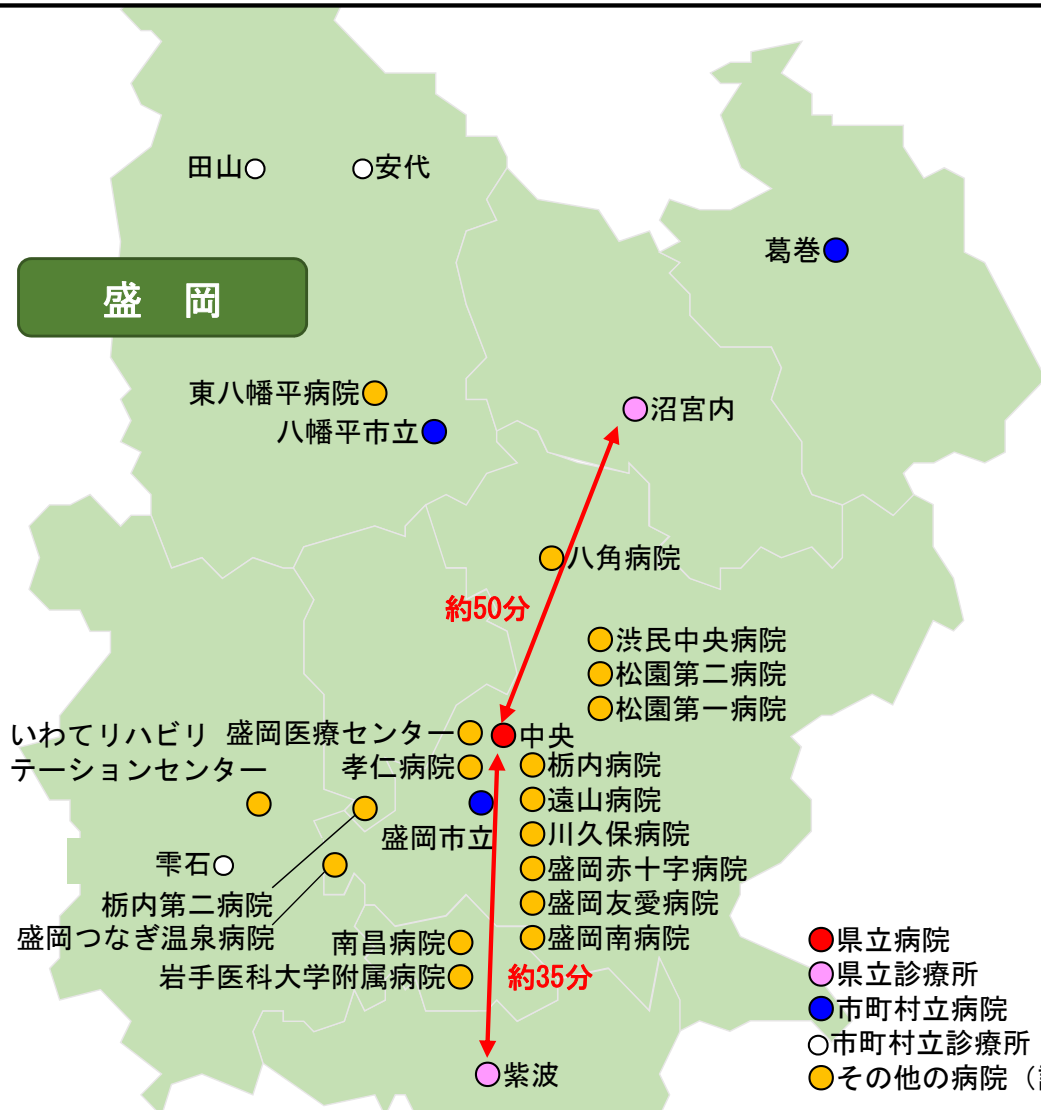 田山
安代
葛巻
盛 岡
東八幡平病院
沼宮内
八幡平市立
八角病院
約50分
渋民中央病院
松園第二病院
松園第一病院
いわてリハビリ
テーションセンター
盛岡医療センター
中央
孝仁病院
栃内病院
遠山病院
盛岡市立
川久保病院
雫石
盛岡赤十字病院
栃内第二病院
盛岡友愛病院
盛岡つなぎ温泉病院
南昌病院
盛岡南病院
岩手医科大学附属病院
約35分
紫波
県立病院
県立診療所
市町村立病院
市町村立診療所
その他の病院（